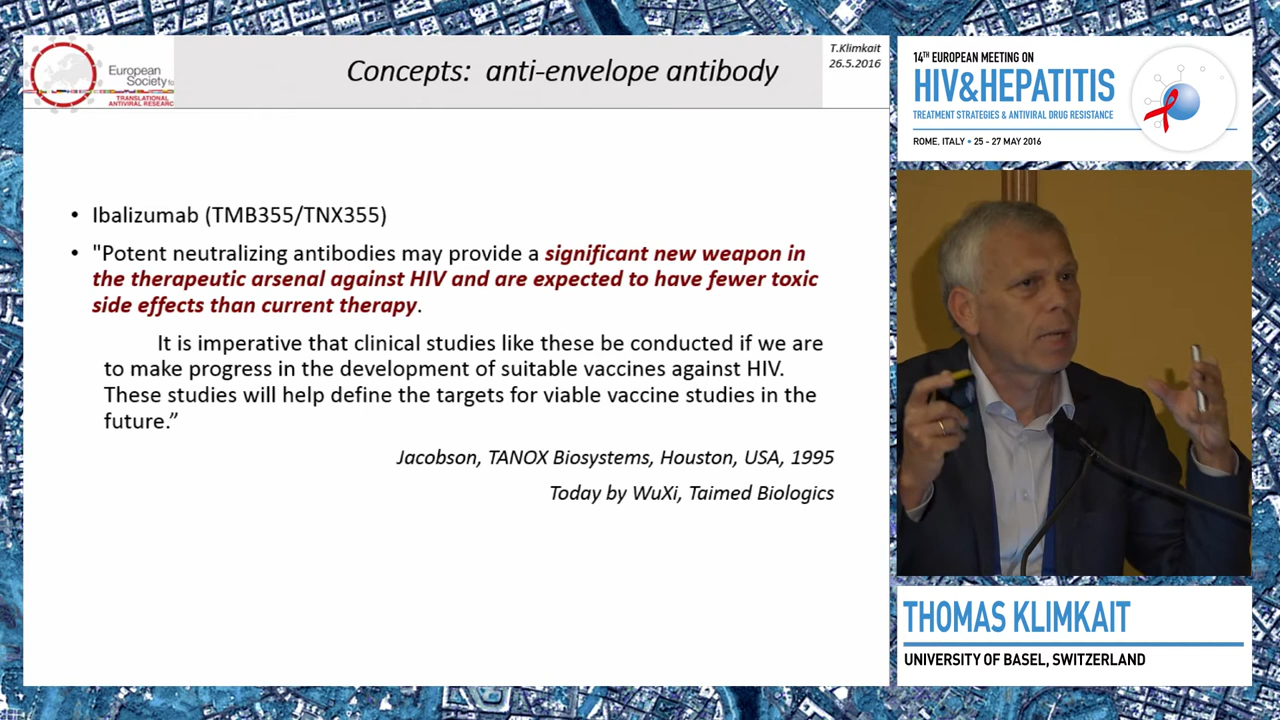 European
Society fo
TRANSLATIONAL
ANTIVIRAL RESEARC
Concepts: anti-envelope antibody
T.Klimkait
26.5.2016
• Ibalizumab (TMB355/TNX355)
• "Potent neutralizing antibodies may provide a significant new weapon in
the therapeutic arsenal against HIV and are expected to have fewer toxic
side effects than current therapy.
It is imperative that clinical studies like these be conducted if we are
to make progress in the development of suitable vaccines against HIV.
These studies will help define the targets for viable vaccine studies in the
future.”
Jacobson, TANOX Biosystems, Houston, USA, 1995
Today by WuXi, Taimed Biologics
14TH EUROPEAN MEETING ON
HIV&HEPATITIS
TREATMENT STRATEGIES & ANTIVIRAL DRUG RESISTANCE
ROME, ITALY • 25 - 27 MAY 2016
THOMAS KLIMKAIT
UNIVERSITY OF BASEL, SWITZERLAND